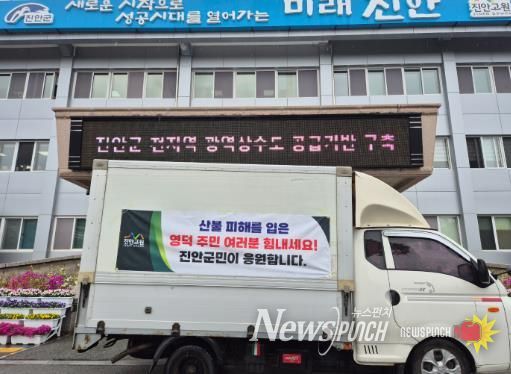 진안군
새로운 시작으로
성공시대를 열어가는
미래 진안
진안고원
진안군 전지역 광역상수도 공급기반 구축
진안고원
산불 피해를 입은
영덕 주민 여러분 힘내세요!
진안군민이 응원합니다.
뉴스펀치
NEWSPUNCH
NEWSPUNCH